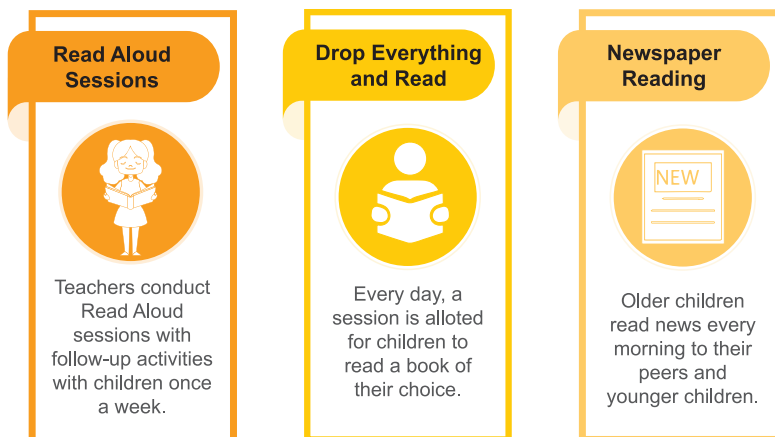 Read Aloud
Sessions
Teachers conduct
Read Aloud
sessions with
follow-up activities
with children once
a week.
Drop Everything
and Read
Every day, a
session is alloted
for children to
read a book of
their choice.
Newspaper
Reading
NEW
Older children
read news every
morning to their
peers and
younger children.